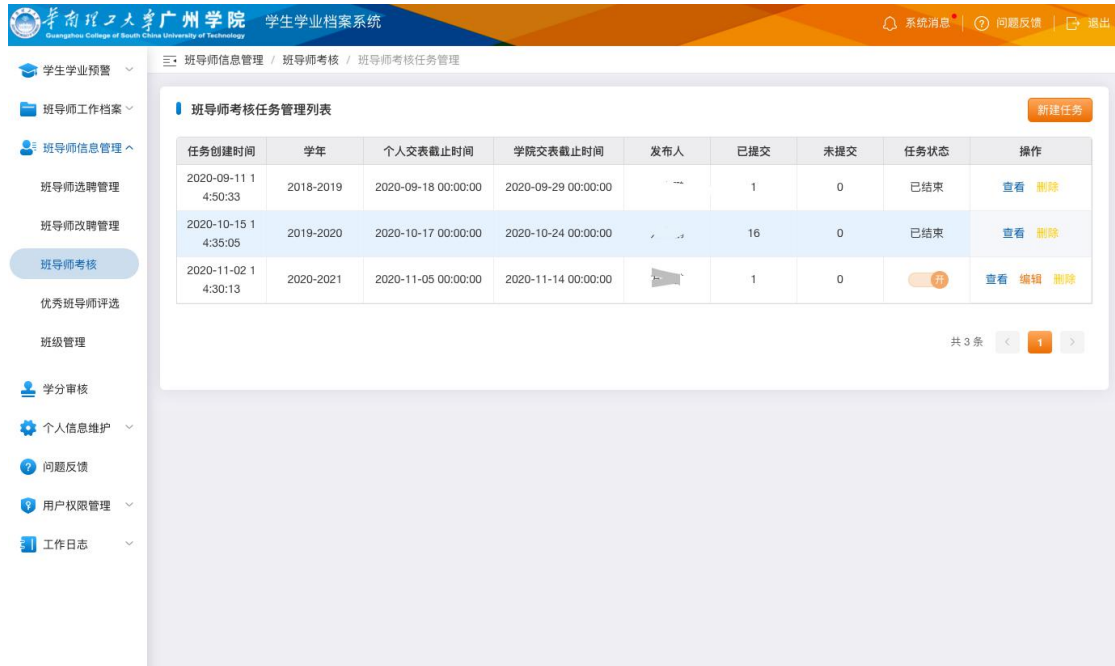 华南理工大学广州学院 学生学业档案系统 系统消息 | 问题反馈 | 退出
Guangzhou College of South China University of Technology
学生学业预警
班导师工作档案
班导师信息管理
班导师选聘管理
班导师改聘管理
班导师考核
优秀班导师评选
班级管理
学分审核
个人信息维护
问题反馈
用户权限管理
工作日志
班导师信息管理 / 班导师考核 / 班导师考核任务管理
班导师考核任务管理列表 新建任务
任务创建时间 学年 个人交表截止时间 学院交表截止时间 发布人 已提交 未提交 任务状态 操作
2020-09-11 1
4:50:33 2018-2019 2020-09-18 00:00:00 2020-09-29 00:00:00 1 0 已结束 查看 删除
2020-10-15 1
4:35:05 2019-2020 2020-10-17 00:00:00 2020-10-24 00:00:00 16 0 已结束 查看 删除
2020-11-02 1
4:30:13 2020-2021 2020-11-05 00:00:00 2020-11-14 00:00:00 1 0 开 查看 编辑 删除
共 3 条 < 1 >